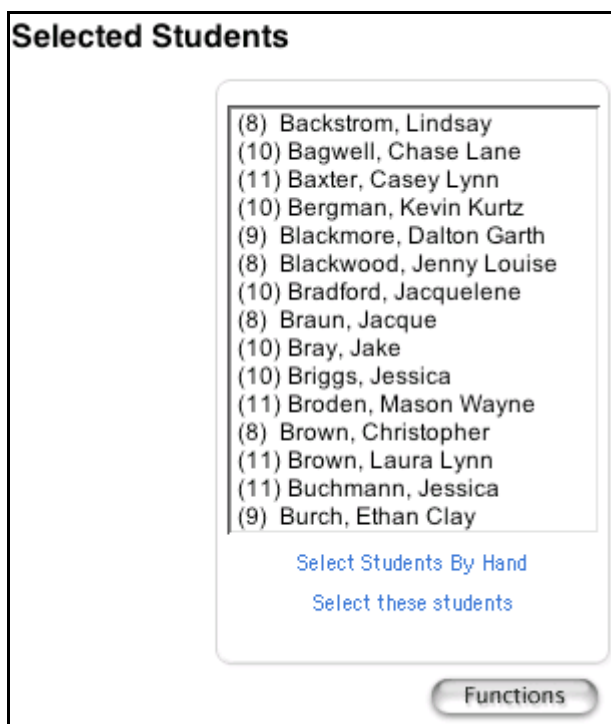 Selected Students
(8) Backstrom, Lindsay
(10) Bagwell, Chase Lane
(11) Baxter, Casey Lynn
(10) Bergman, Kevin Kurtz
(9) Blackmore, Dalton Garth
(8) Blackwood, Jenny Louise
(10) Bradford, Jacquelene
(8) Braun, Jacque
(10) Bray, Jake
(10) Briggs, Jessica
(11) Broden, Mason Wayne
(8) Brown, Christopher
(11) Brown, Laura Lynn
(11) Buchmann, Jessica
(9) Burch, Ethan Clay
Select Students By Hand
Select these students
Functions